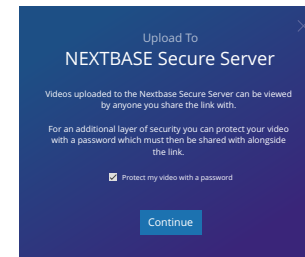 Upload To
NEXTBASE Secure Server
Videos uploaded to the Nextbase Secure Server can be viewed
by anyone you share the link with.
For an additional layer of security you can protect your video
with a password which must then be shared with alongside
the link.
Protect my video with a password
Continue